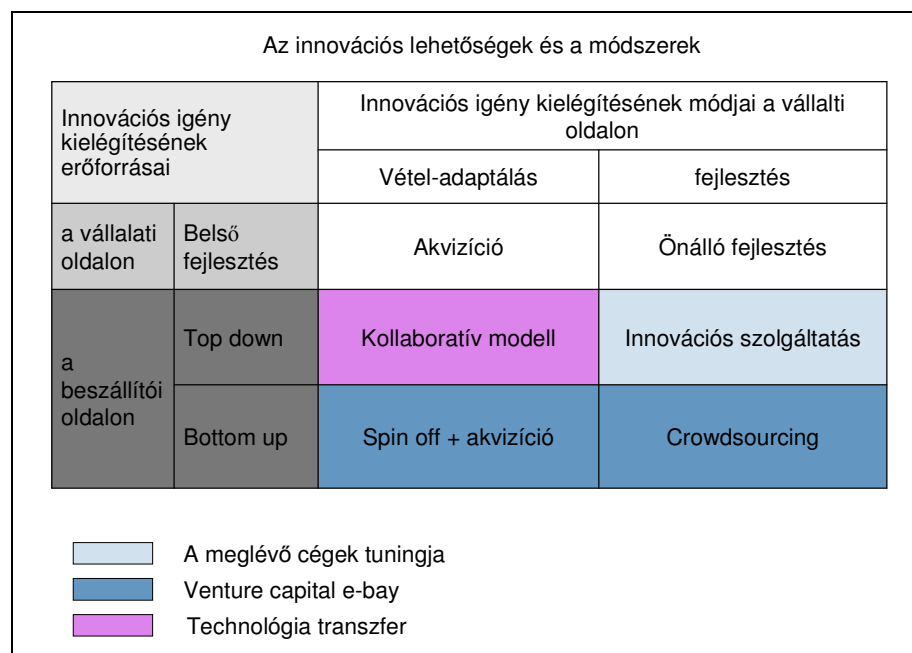 Az innovációs lehetőségek és a módszerek
Innovációs igény
kielégítésének
erőforrásai
Innovációs igény kielégítésének módjai a vállalti
oldalon
Vétel-adaptálás
fejlesztés
a vállalati
oldalon
Belső
fejlesztés
Akvizíció
Önálló fejlesztés
a
beszállítói
oldalon
Top down
Kollaboratív modell
Innovációs szolgáltatás
Bottom up
Spin off + akvizíció
Crowdsourcing
A meglévő cégek tuningja
Venture capital e-bay
Technológia transzfer